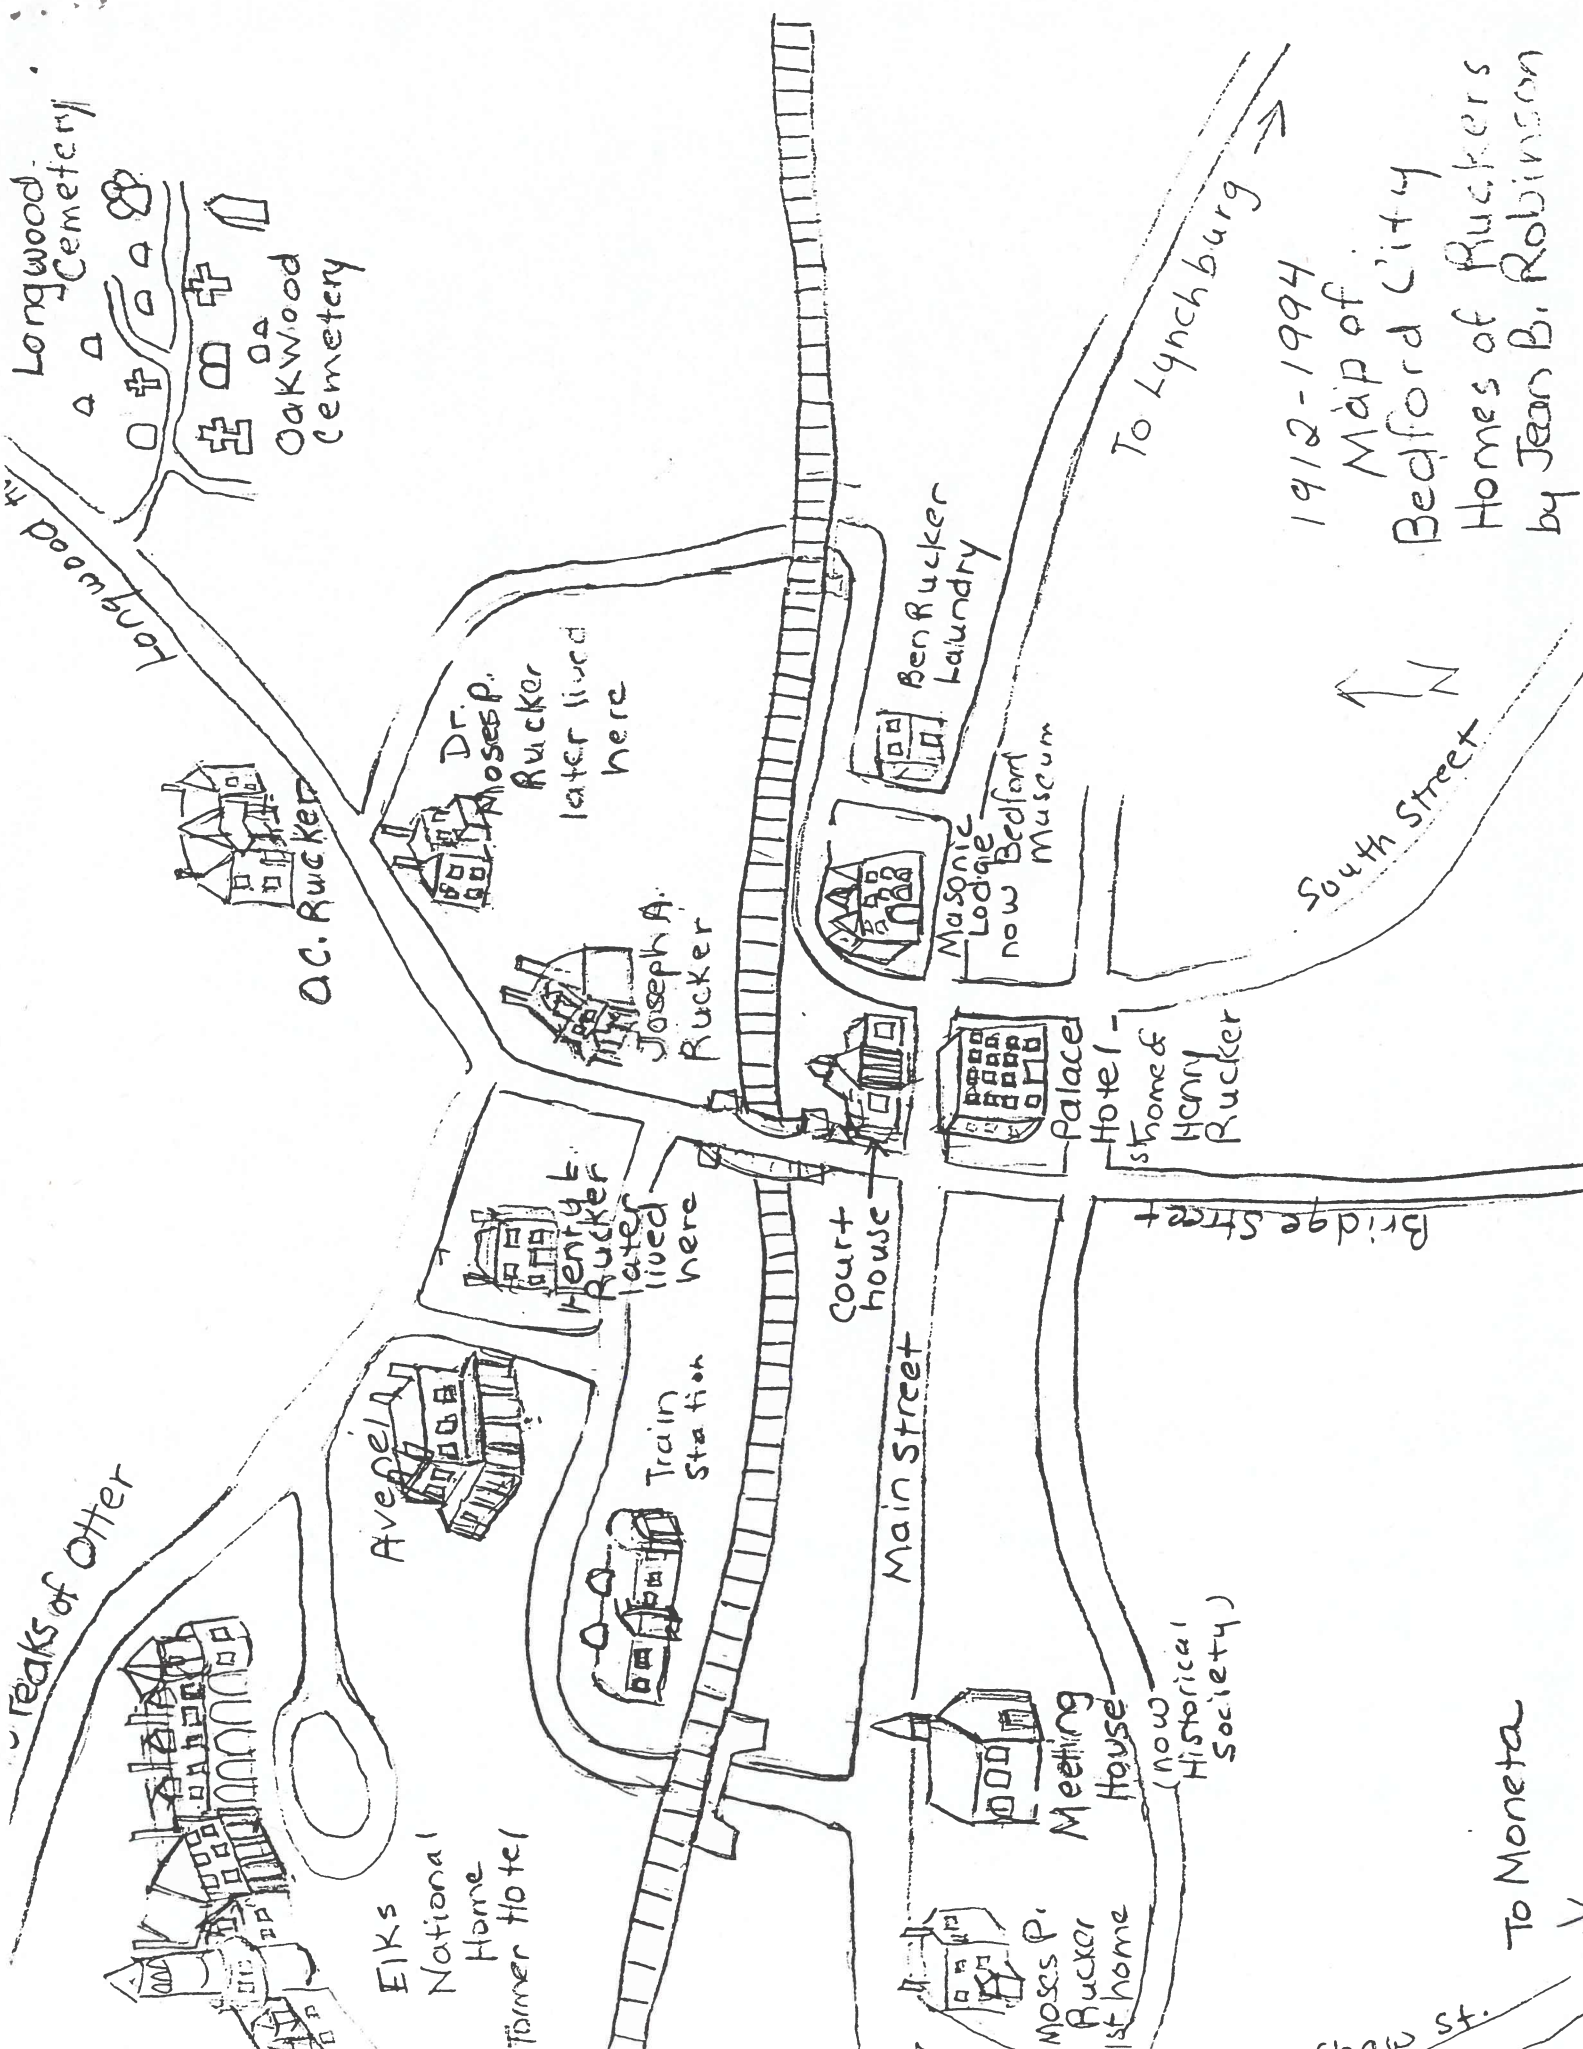 Longwood
Cemetery
Oakwood
Cemetery
Longwood
O.C. Rucker
Dr.
Moses P.
Rucker
later lived
here
Joseph A.
Rucker
Ben Rucker
Laundry
To Lynchburg
1912-1994
Map of
Bedford City
Homes of Ruckers
by Jean B. Robinson
N
South Street
Masonic
Lodge
now Bedford
Museum
Palace
Hotel-
1st home of
Henry
Rucker
Court
house
Bridge Street
Henry E.
Rucker
later
lived
here
Avenel
Train
Station
Main Street
Peaks of Otter
Elks
National
Home
Former Hotel
Meeting
House
(now
Historical
Society)
Moses P.
Rucker
1st home
To Moneta
St.